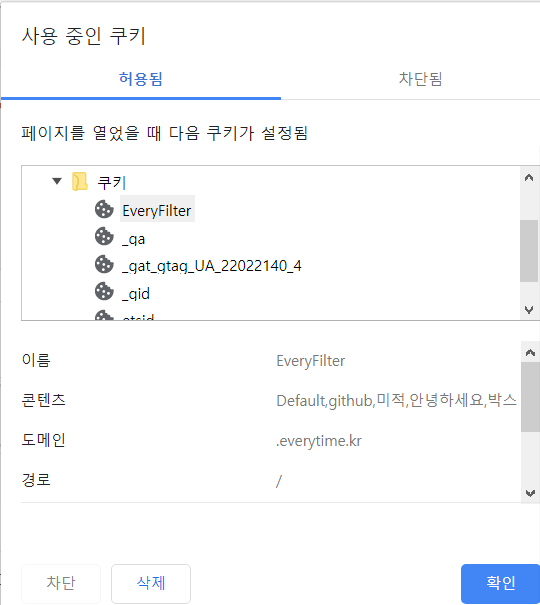 사용 중인 쿠키
허용됨 차단됨
페이지를 열었을 때 다음 쿠키가 설정됨
쿠키
EveryFilter
_ga
_gat_gtag_UA_22022140_4
_gid
etsid
이름 EveryFilter
콘텐츠 Default,github,미적,안녕하세요,박스
도메인 .everytime.kr
경로 /
차단 삭제 확인